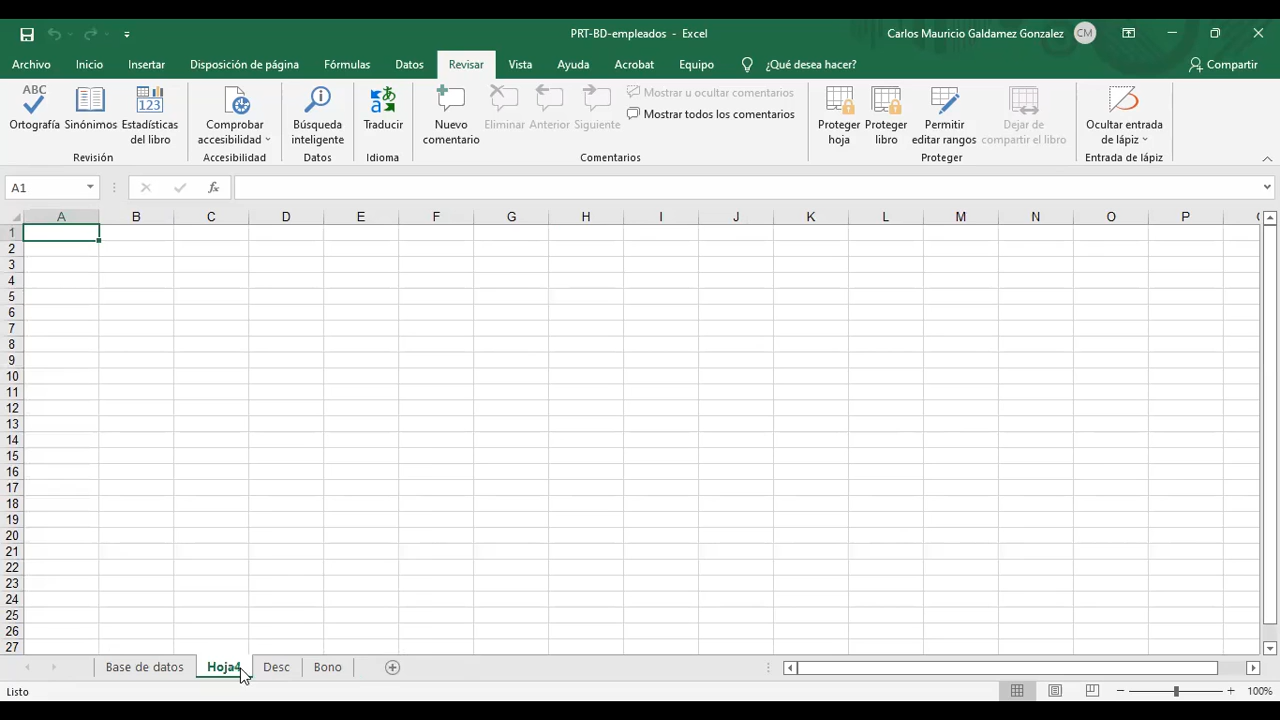 PRT-BD-empleados - Excel
Carlos Mauricio Galdamez Gonzalez
CM
Archivo
Inicio
Insertar
Disposición de página
Fórmulas
Datos
Revisar
Vista
Ayuda
Acrobat
Equipo
¿Qué desea hacer?
Compartir
ABC
Ortografía
Sinónimos
123
Estadísticas
del libro
Revisión
Comprobar
accesibilidad
Accesibilidad
Búsqueda
inteligente
Datos
Traducir
Idioma
Nuevo
comentario
Eliminar
Anterior
Siguiente
Mostrar u ocultar comentarios
Mostrar todos los comentarios
Comentarios
Proteger
hoja
Proteger
libro
Permitir
editar rangos
Dejar de
compartir el libro
Proteger
Ocultar entrada
de lápiz
Entrada de lápiz
A1
fx
A B C D E F G H I J K L M N O P
1
2
3
4
5
6
7
8
9
10
11
12
13
14
15
16
17
18
19
20
21
22
23
24
25
26
27
Base de datos
Hoja4
Desc
Bono
Listo
100%